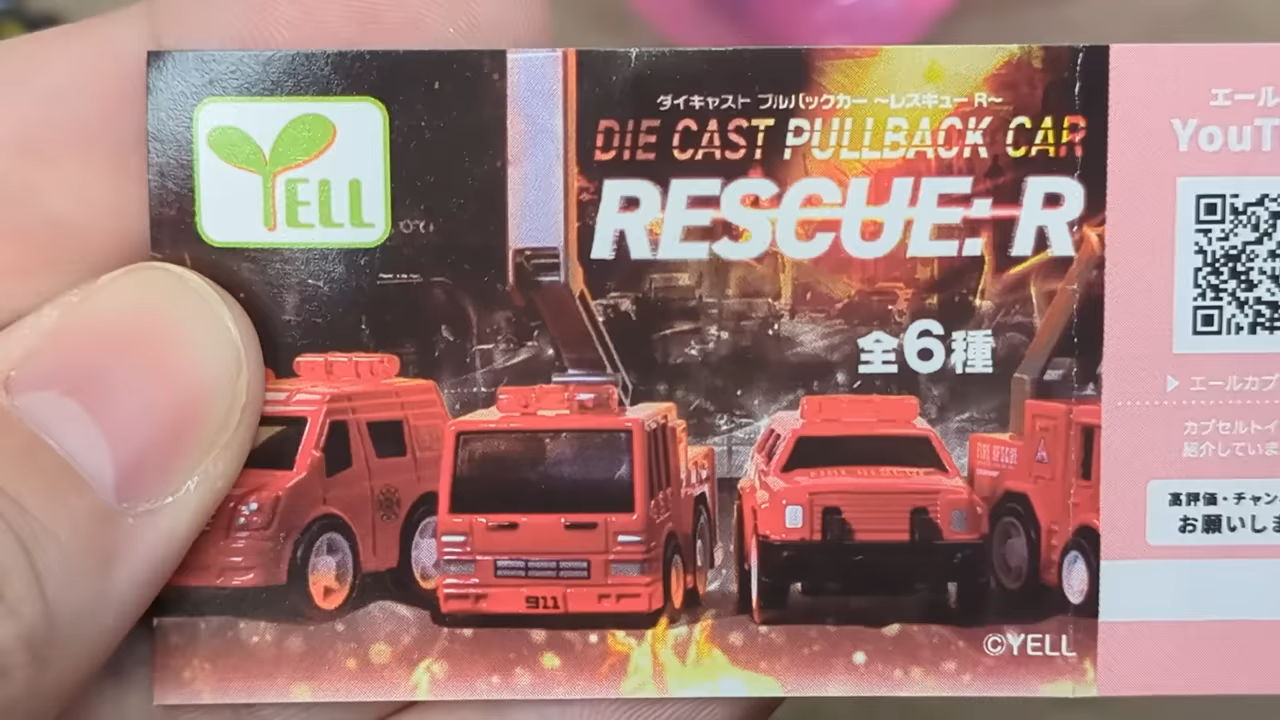 YELL
ダイキャスト プルバックカー ～レスキュー R～
DIE CAST PULLBACK CAR
RESCUE: R
全6種
FIRE RESCUE
911
©YELL
エール
YouT
▶ エールカプ
カプセルトイ
紹介していま
高評価・チャン
お願いしま